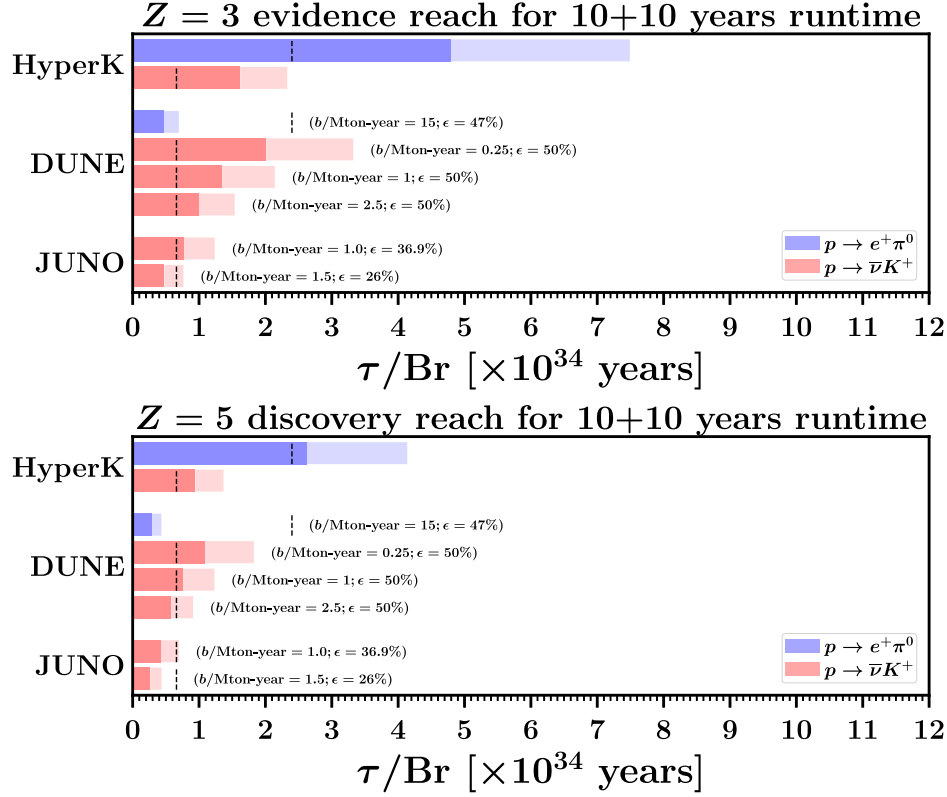 Z = 3 evidence reach for 10+10 years runtime
HyperK
(b/Mton-year = 15; ϵ = 47%)
DUNE
(b/Mton-year = 0.25; ϵ = 50%)
(b/Mton-year = 1; ϵ = 50%)
(b/Mton-year = 2.5; ϵ = 50%)
JUNO
(b/Mton-year = 1.0; ϵ = 36.9%)
(b/Mton-year = 1.5; ϵ = 26%)
p → e⁺π⁰
p → ν̅K⁺
0 1 2 3 4 5 6 7 8 9 10 11 12
τ/Br [×10³⁴ years]
Z = 5 discovery reach for 10+10 years runtime
HyperK
(b/Mton-year = 15; ϵ = 47%)
DUNE
(b/Mton-year = 0.25; ϵ = 50%)
(b/Mton-year = 1; ϵ = 50%)
(b/Mton-year = 2.5; ϵ = 50%)
JUNO
(b/Mton-year = 1.0; ϵ = 36.9%)
(b/Mton-year = 1.5; ϵ = 26%)
p → e⁺π⁰
p → ν̅K⁺
0 1 2 3 4 5 6 7 8 9 10 11 12
τ/Br [×10³⁴ years]